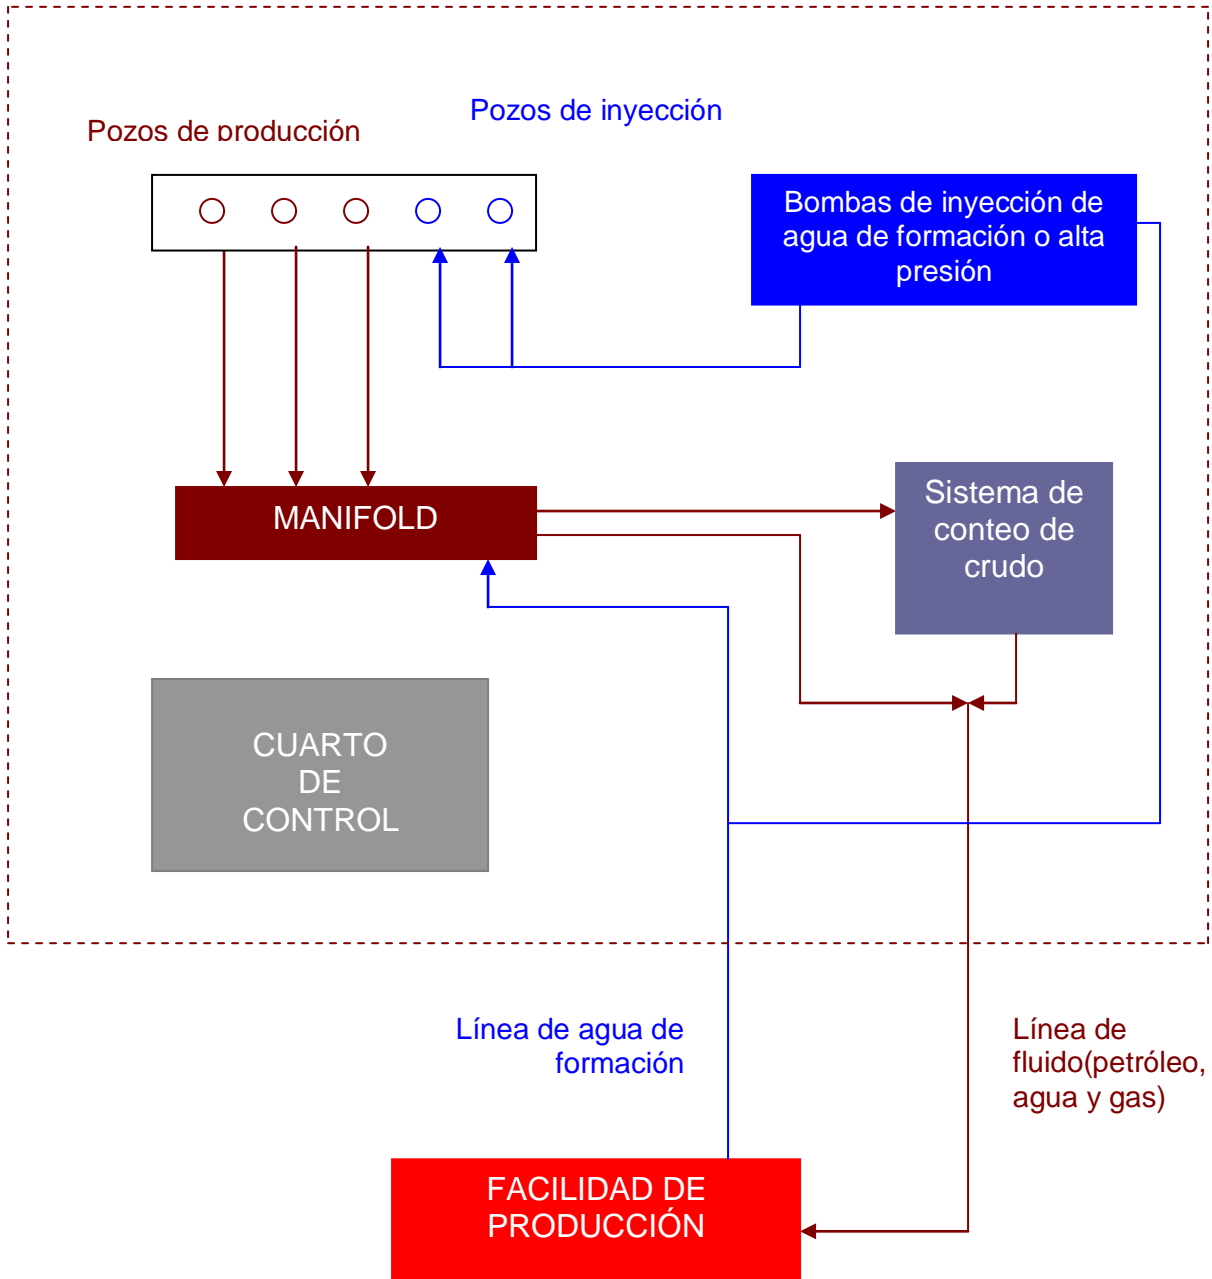 Pozos de inyección
Pozos de producción
Bombas de inyección de
agua de formación o alta
presión
MANIFOLD
Sistema de
conteo de
crudo
CUARTO
DE
CONTROL
Línea de agua de
formación
Línea de
fluido(petróleo,
agua y gas)
FACILIDAD DE
PRODUCCIÓN